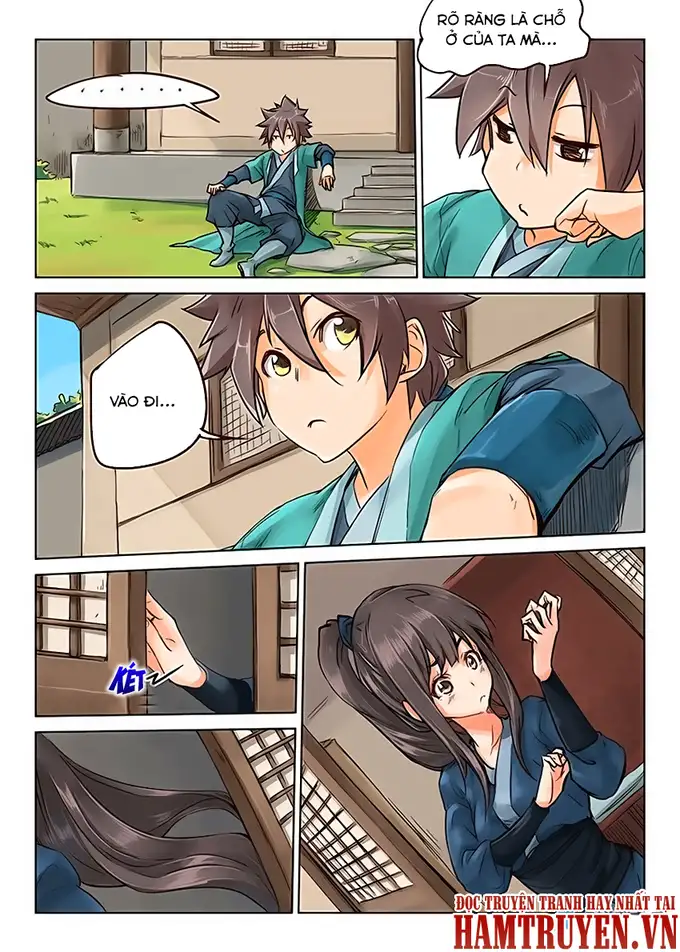 . . . . . .
RÕ RÀNG LÀ CHỖ
Ở CỦA TA MÀ...
VÀO ĐI...
KÉT
ĐỌC TRUYỆN TRANH HAY NHẤT TẠI
HAMTRUYEN.VN